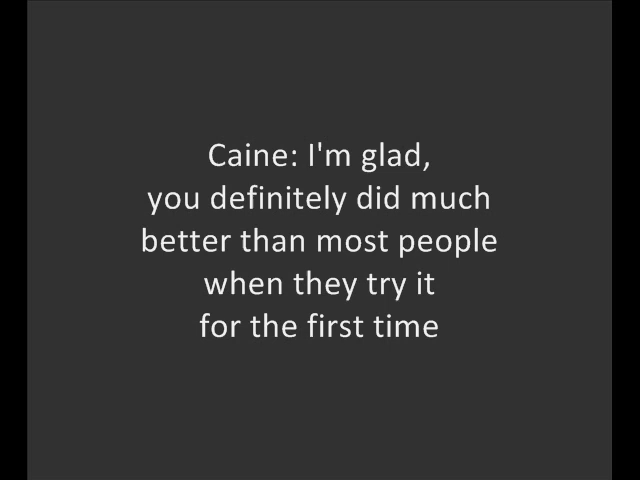 Caine: I'm glad,
you definitely did much
better than most people
when they try it
for the first time